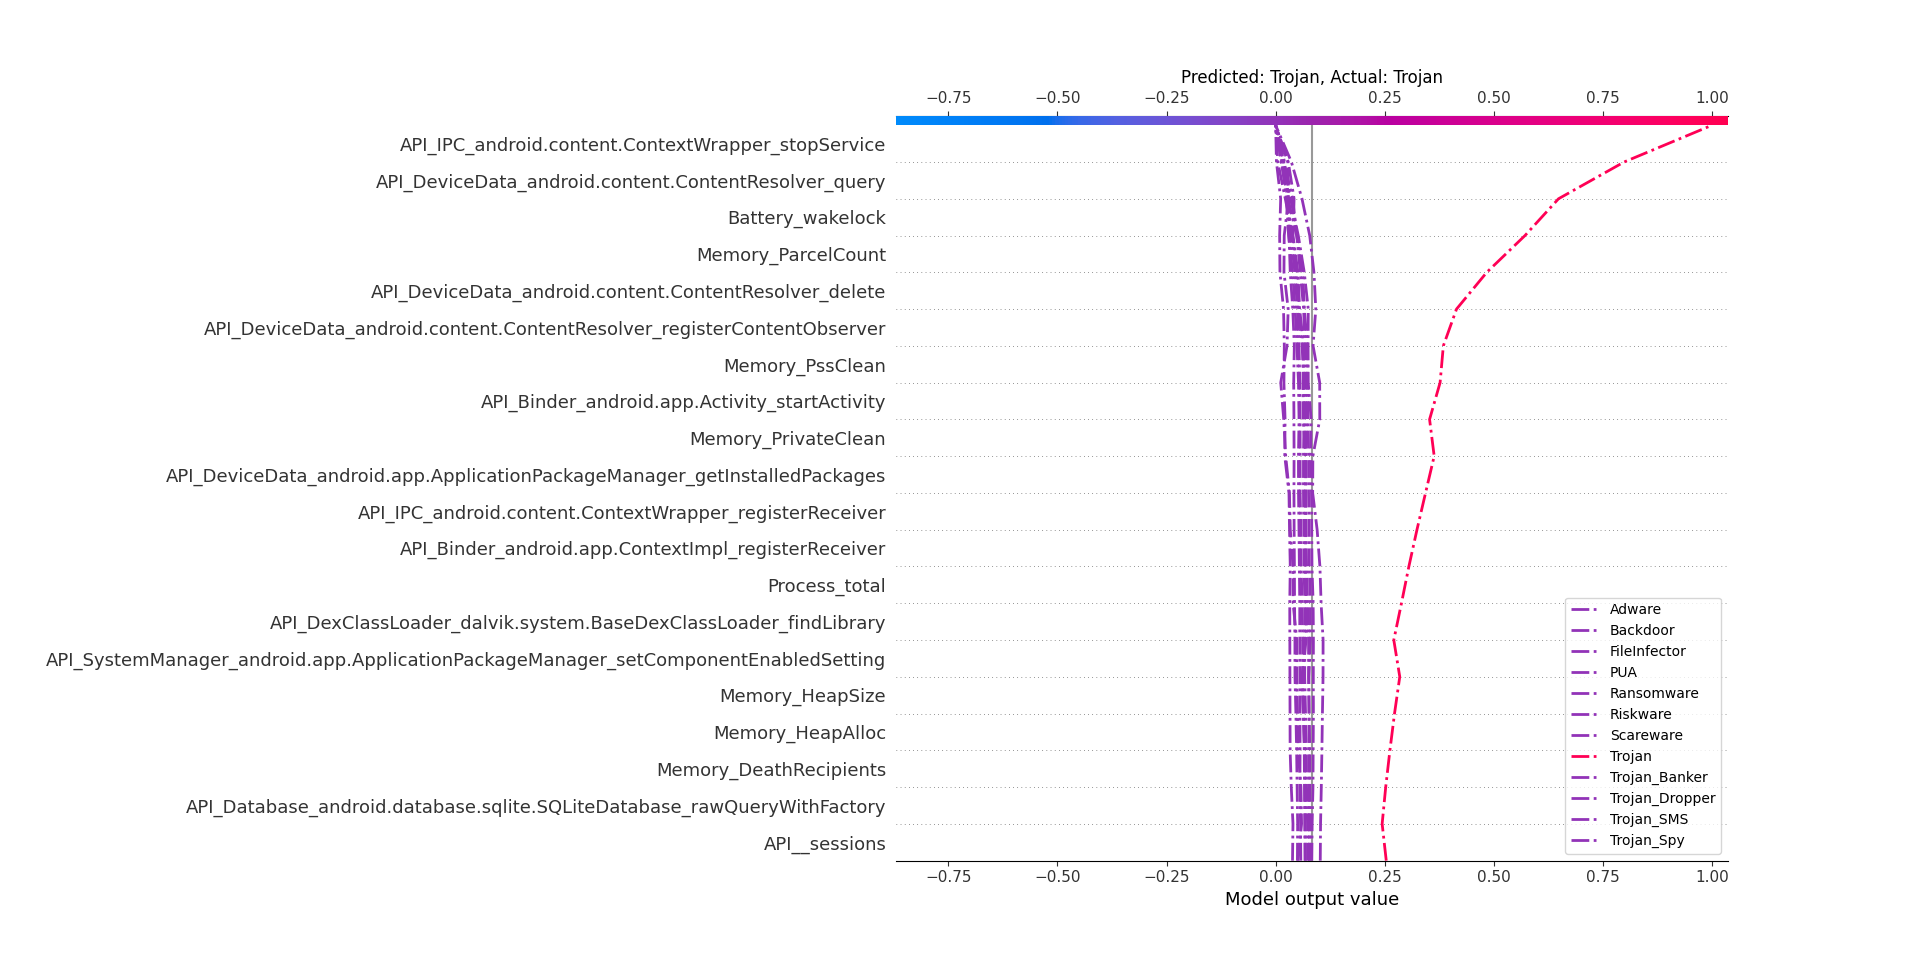 Predicted: Trojan, Actual: Trojan
−0.75 −0.50 −0.25 0.00 0.25 0.50 0.75 1.00
API_IPC_android.content.ContextWrapper_stopService
API_DeviceData_android.content.ContentResolver_query
Battery_wakelock
Memory_ParcelCount
API_DeviceData_android.content.ContentResolver_delete
API_DeviceData_android.content.ContentResolver_registerContentObserver
Memory_PssClean
API_Binder_android.app.Activity_startActivity
Memory_PrivateClean
API_DeviceData_android.app.ApplicationPackageManager_getInstalledPackages
API_IPC_android.content.ContextWrapper_registerReceiver
API_Binder_android.app.ContextImpl_registerReceiver
Process_total
API_DexClassLoader_dalvik.system.BaseDexClassLoader_findLibrary
API_SystemManager_android.app.ApplicationPackageManager_setComponentEnabledSetting
Memory_HeapSize
Memory_HeapAlloc
Memory_DeathRecipients
API_Database_android.database.sqlite.SQLiteDatabase_rawQueryWithFactory
API__sessions
Adware
Backdoor
FileInfector
PUA
Ransomware
Riskware
Scareware
Trojan
Trojan_Banker
Trojan_Dropper
Trojan_SMS
Trojan_Spy
−0.75 −0.50 −0.25 0.00 0.25 0.50 0.75 1.00
Model output value